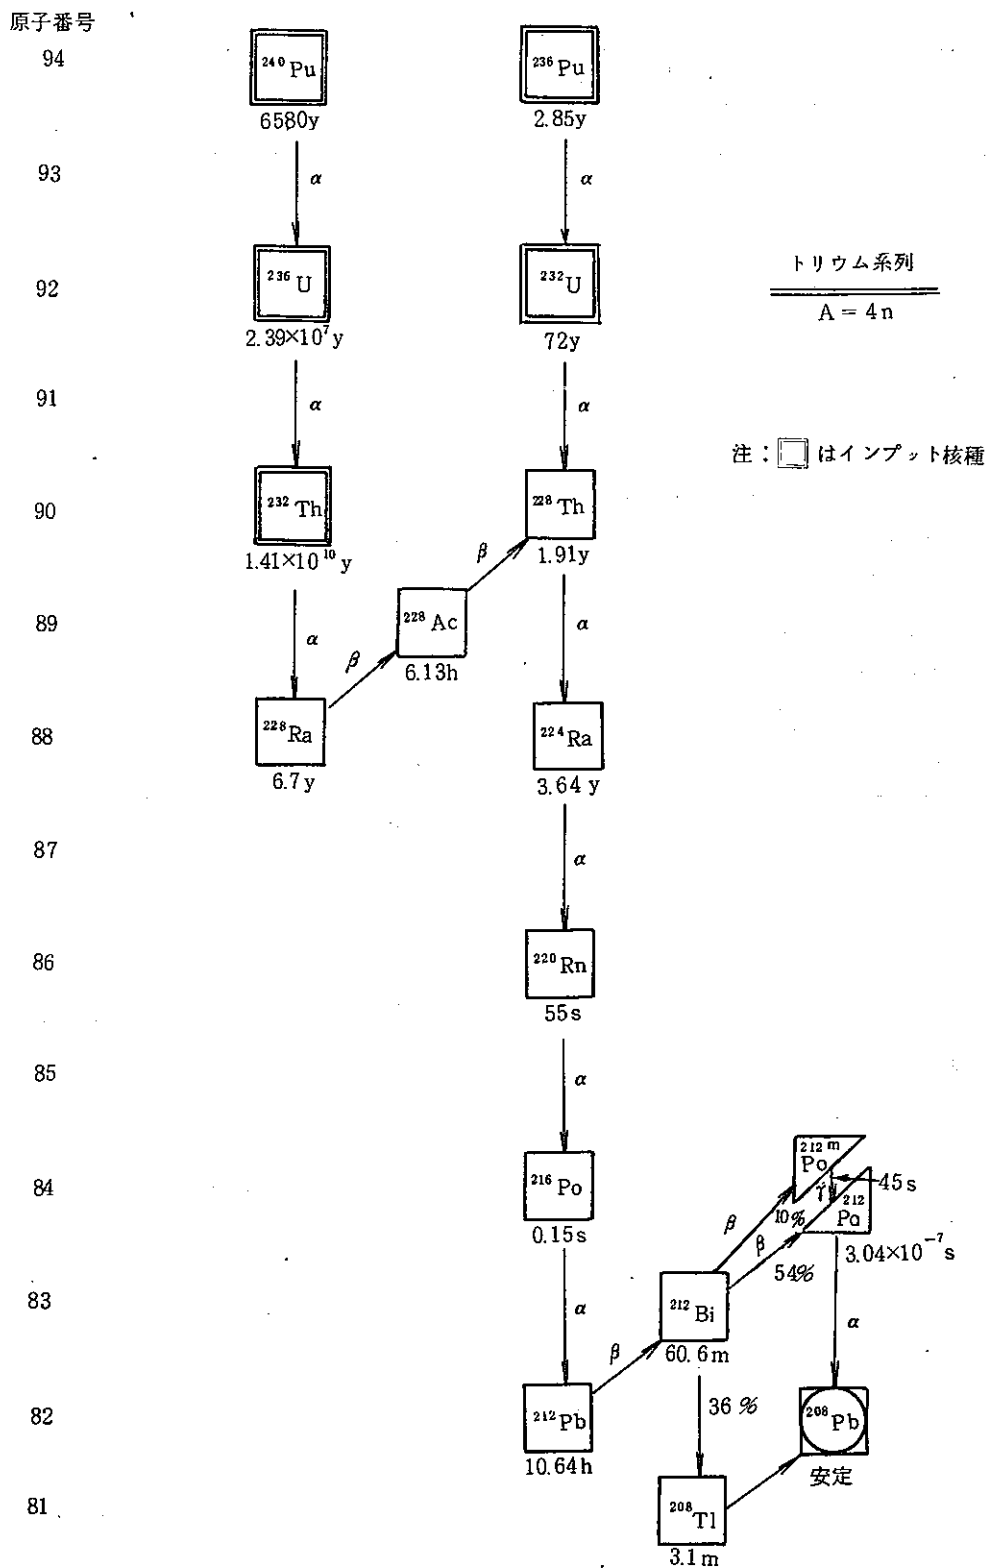 原子番号
94
²⁴⁰Pu
²³⁶Pu
6580y
2.85y
93
α
α
92
²³⁶U
²³²U
トリウム系列
A = 4n
2.39×10⁷y
72y
91
α
α
注：□はインプット核種
90
²³²Th
²²⁸Th
1.41×10¹⁰y
β
1.91y
89
²²⁸Ac
α
β
α
6.13h
88
²²⁸Ra
²²⁴Ra
6.7y
3.64y
87
α
86
²²⁰Rn
55s
85
α
²¹²ᵐPo
84
²¹⁶Po
γ
45s
²¹²Po
0.15s
β
10%
β
3.04×10⁻⁷s
54%
83
α
²¹²Bi
α
β
60.6m
82
²¹²Pb
36%
²⁰⁸Pb
10.64h
安定
81
²⁰⁸Tl
3.1m